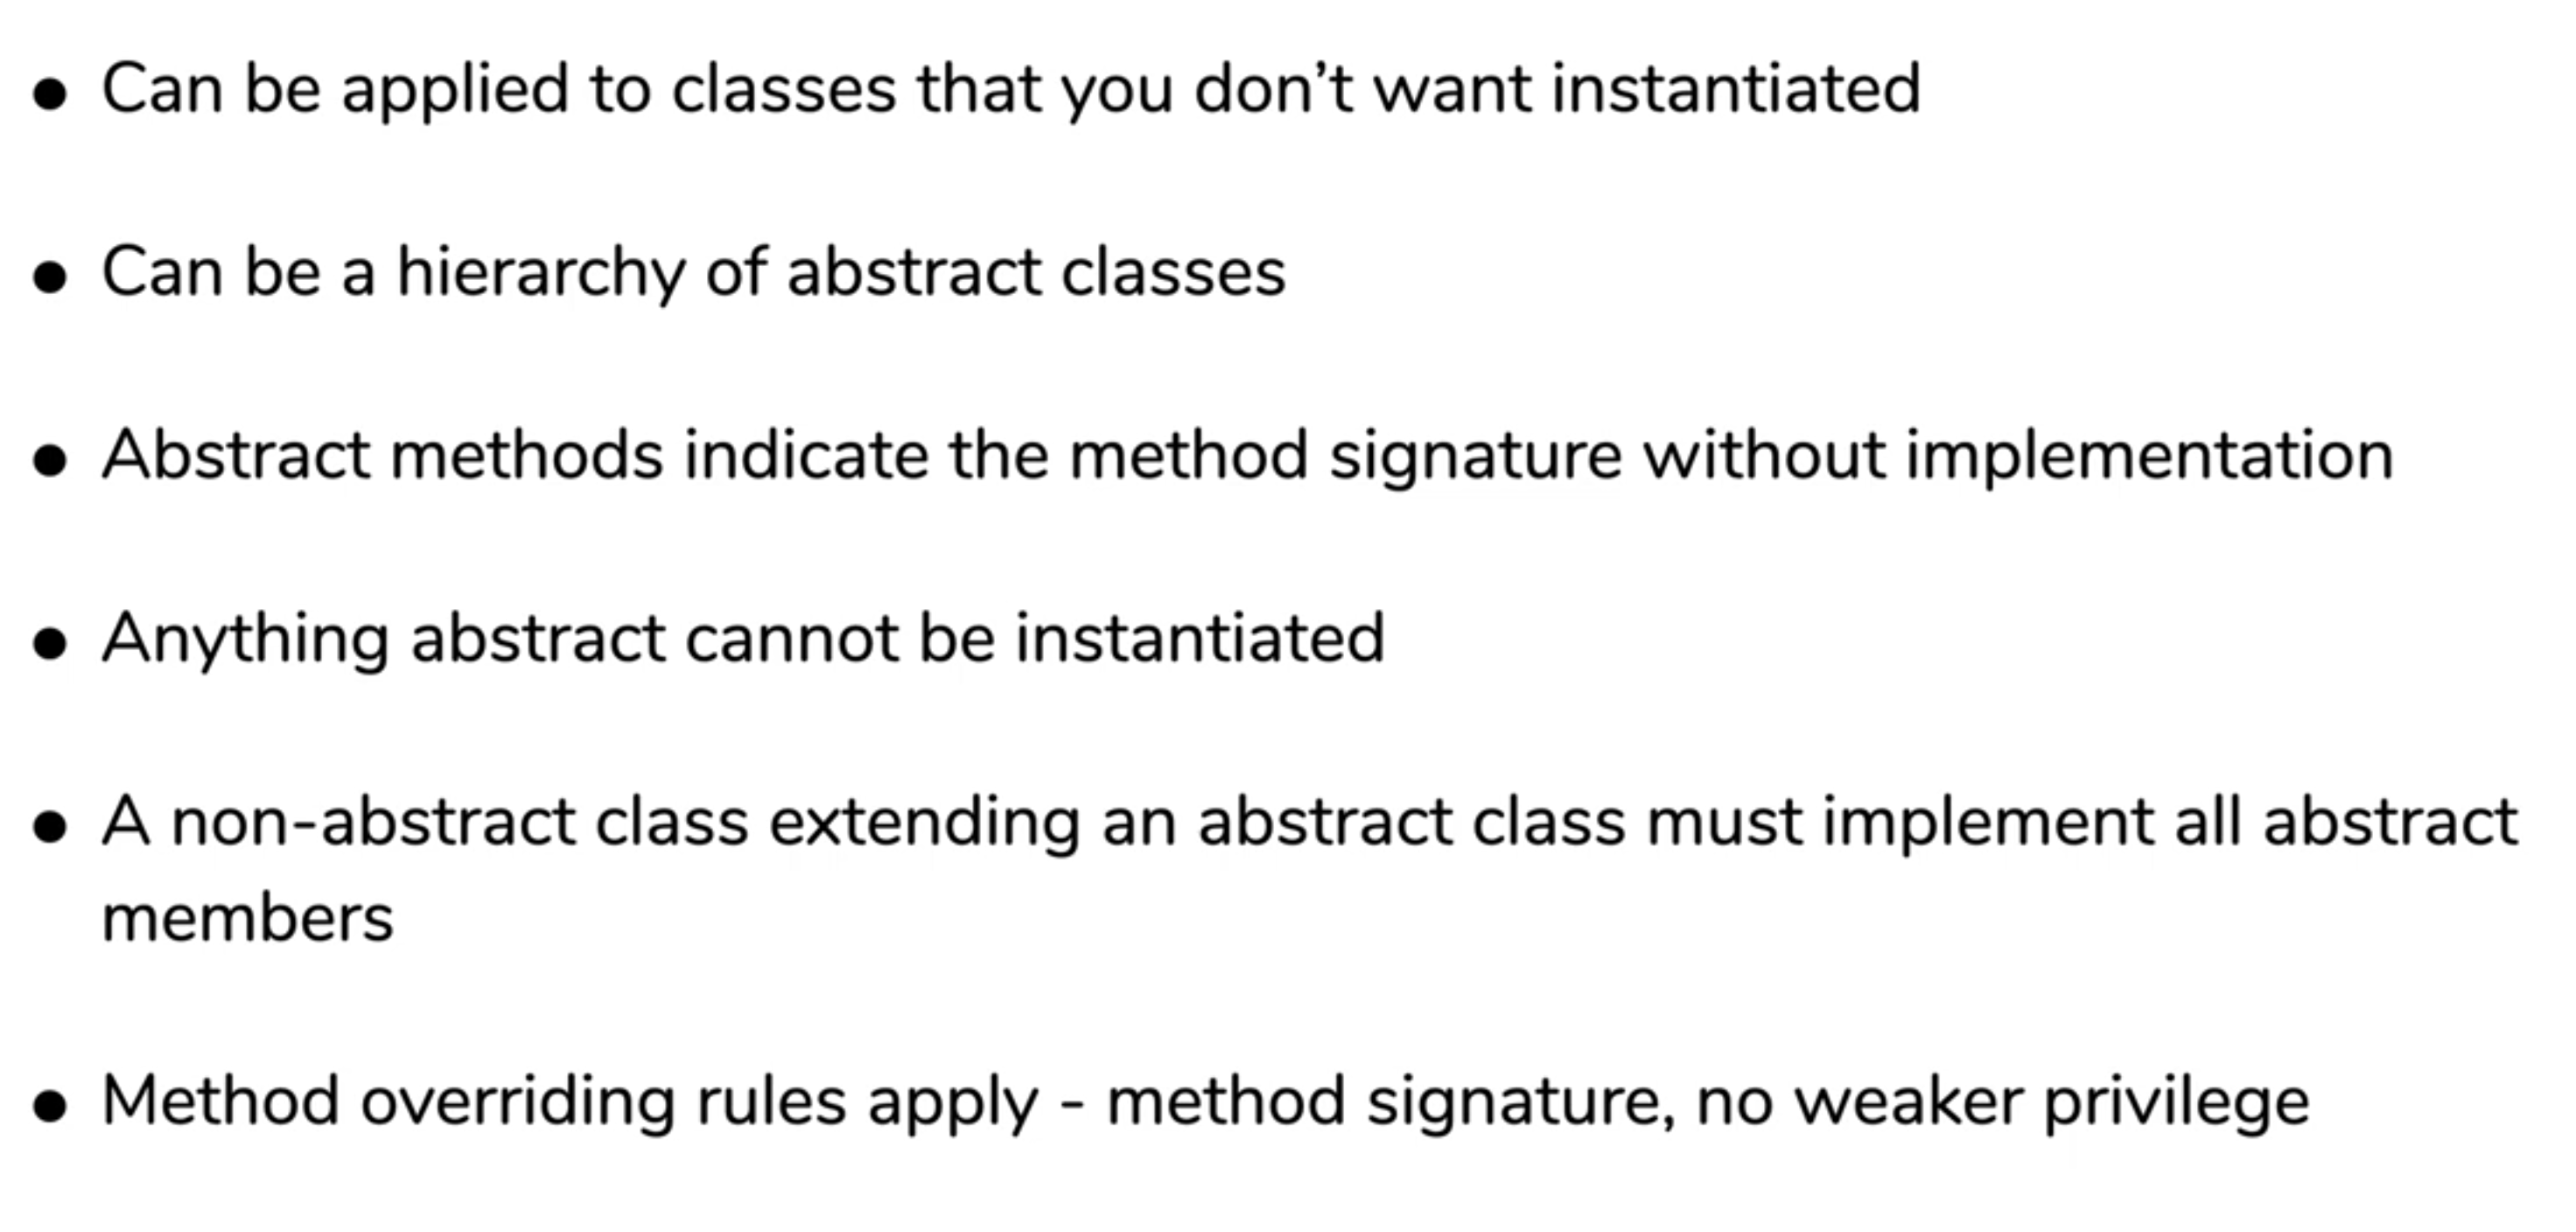 • Can be applied to classes that you don’t want instantiated
• Can be a hierarchy of abstract classes
• Abstract methods indicate the method signature without implementation
• Anything abstract cannot be instantiated
• A non-abstract class extending an abstract class must implement all abstract
members
• Method overriding rules apply - method signature, no weaker privilege